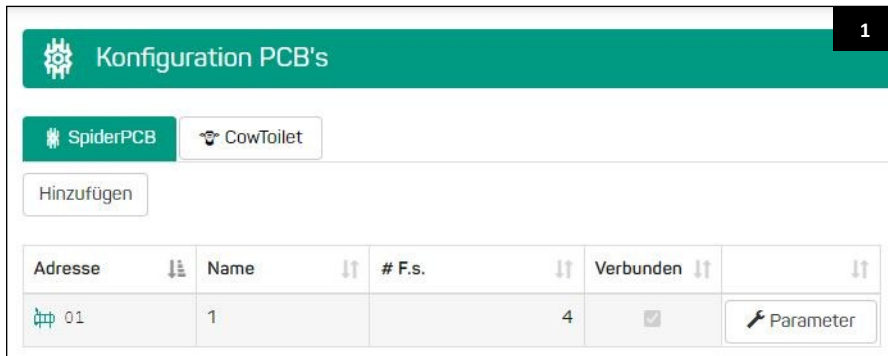 1
Konfiguration PCB's
SpiderPCB CowToilet
Hinzufügen
Adresse Name # F.s. Verbunden
01 1 4 Parameter